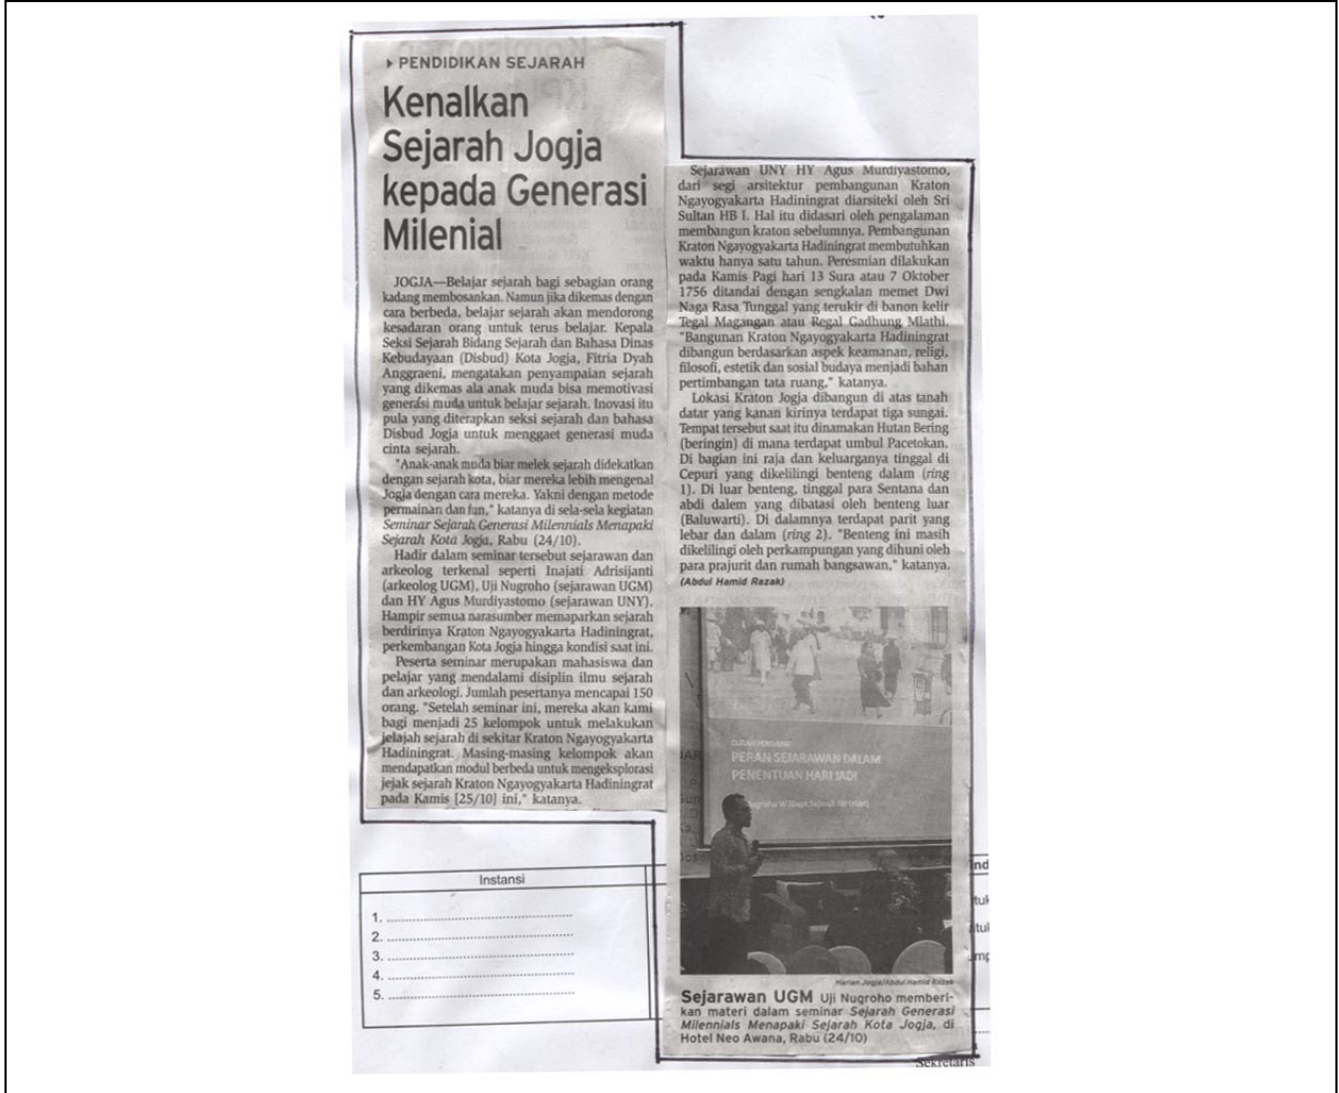 PENDIDIKAN SEJARAH
Kenalkan
Sejarah Jogja
kepada Generasi
Milenial
JOGJA—Belajar sejarah bagi sebagian orang
kadang membosankan. Namun jika dikemas dengan
cara berbeda, belajar sejarah akan mendorong
kesadaran orang untuk terus belajar. Kepala
Seksi Sejarah Bidang Sejarah dan Bahasa Dinas
Kebudayaan (Disbud) Kota Jogja, Fitria Dyah
Anggraeni, mengatakan penyampaian sejarah
yang dikemas ala anak muda bisa memotivasi
generasi muda untuk belajar sejarah. Inovasi itu
pula yang diterapkan seksi sejarah dan bahasa
Disbud Jogja untuk menggaet generasi muda
cinta sejarah.
"Anak-anak muda biar melek sejarah didekatkan
dengan sejarah kota, biar mereka lebih mengenal
Jogja dengan cara mereka. Yakni dengan metode
permainan dan fun," katanya di sela-sela kegiatan
Seminar Sejarah Generasi Milennials Menapaki
Sejarah Kota Jogja, Rabu (24/10).
Hadir dalam seminar tersebut sejarawan dan
arkeolog terkenal seperti Inajati Adrisijanti
(arkeolog UGM), Uji Nugroho (sejarawan UGM)
dan HY Agus Murdiyastomo (sejarawan UNY).
Hampir semua narasumber memaparkan sejarah
berdirinya Kraton Ngayogyakarta Hadiningrat,
perkembangan Kota Jogja hingga kondisi saat ini.
Peserta seminar merupakan mahasiswa dan
pelajar yang mendalami disiplin ilmu sejarah
dan arkeologi. Jumlah pesertanya mencapai 150
orang. "Setelah seminar ini, mereka akan kami
bagi menjadi 25 kelompok untuk melakukan
jelajah sejarah di sekitar Kraton Ngayogyakarta
Hadiningrat. Masing-masing kelompok akan
mendapatkan modul berbeda untuk mengeksplorasi
jejak sejarah Kraton Ngayogyakarta Hadiningrat
pada Kamis [25/10] ini," katanya.
Sejarawan UNY HY Agus Murdiyastomo,
dari segi arsitektur pembangunan Kraton
Ngayogyakarta Hadiningrat diarsiteki oleh Sri
Sultan HB I. Hal itu didasari oleh pengalaman
membangun kraton sebelumnya. Pembangunan
Kraton Ngayogyakarta Hadiningrat membutuhkan
waktu hanya satu tahun. Peresmian dilakukan
pada Kamis Pagi hari 13 Sura atau 7 Oktober
1756 ditandai dengan sengkalan memet Dwi
Naga Rasa Tunggal yang terukir di banon kelir
Tegal Magangan atau Regal Gadhung Mlathi.
"Bangunan Kraton Ngayogyakarta Hadiningrat
dibangun berdasarkan aspek keamanan, religi,
filosofi, estetik dan sosial budaya menjadi bahan
pertimbangan tata ruang," katanya.
Lokasi Kraton Jogja dibangun di atas tanah
datar yang kanan kirinya terdapat tiga sungai.
Tempat tersebut saat itu dinamakan Hutan Bering
(beringin) di mana terdapat umbul Pacetokan.
Di bagian ini raja dan keluarganya tinggal di
Cepuri yang dikelilingi benteng dalam (ring
1). Di luar benteng, tinggal para Sentana dan
abdi dalem yang dibatasi oleh benteng luar
(Baluwarti). Di dalamnya terdapat parit yang
lebar dan dalam (ring 2). "Benteng ini masih
dikelilingi oleh perkampungan yang dihuni oleh
para prajurit dan rumah bangsawan," katanya.
(Abdul Hamid Razak)
PERAN SEJARAWAN DALAM
PENENTUAN HARI JADI
Harian Jogja/Abdul Hamid Razak
Sejarawan UGM Uji Nugroho memberi-
kan materi dalam seminar Sejarah Generasi
Milennials Menapaki Sejarah Kota Jogja, di
Hotel Neo Awana, Rabu (24/10)
Instansi
1.
2.
3.
4.
5.
Sekretaris